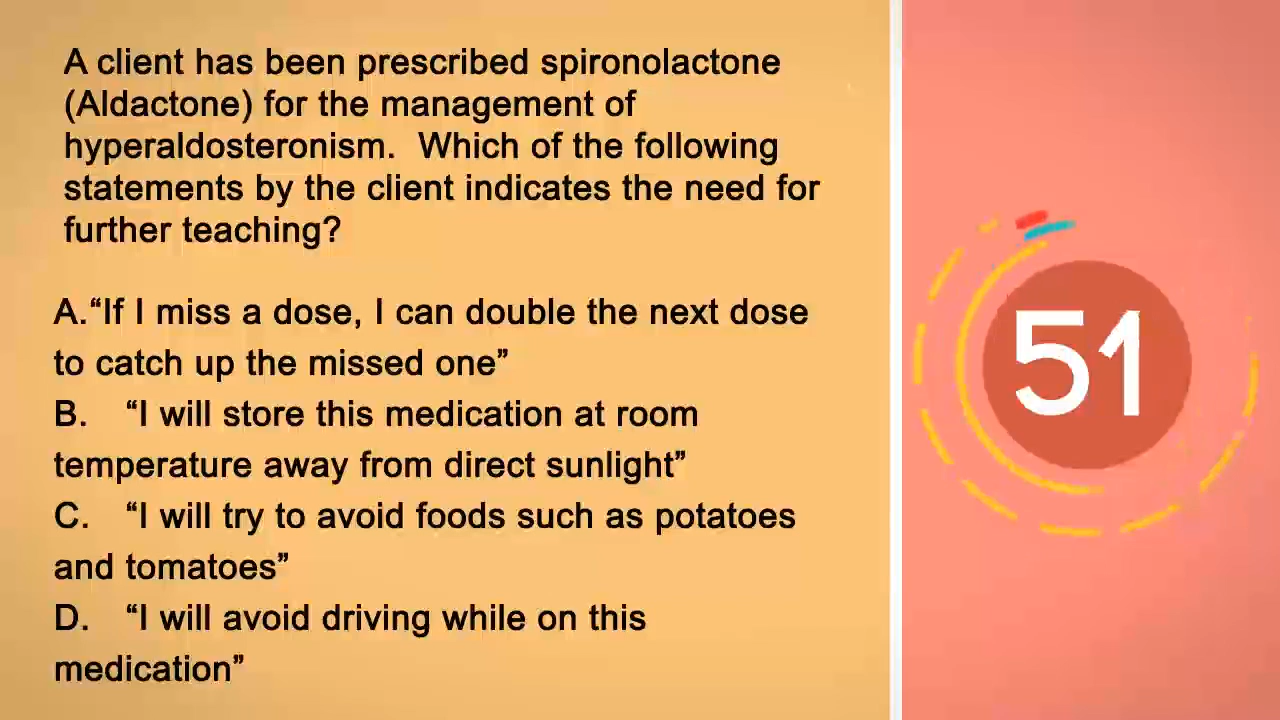 A client has been prescribed spironolactone
(Aldactone) for the management of
hyperaldosteronism.  Which of the following
statements by the client indicates the need for
further teaching?
A.“If I miss a dose, I can double the next dose
to catch up the missed one”
B. “I will store this medication at room
temperature away from direct sunlight”
C. “I will try to avoid foods such as potatoes
and tomatoes”
D. “I will avoid driving while on this
medication”
51